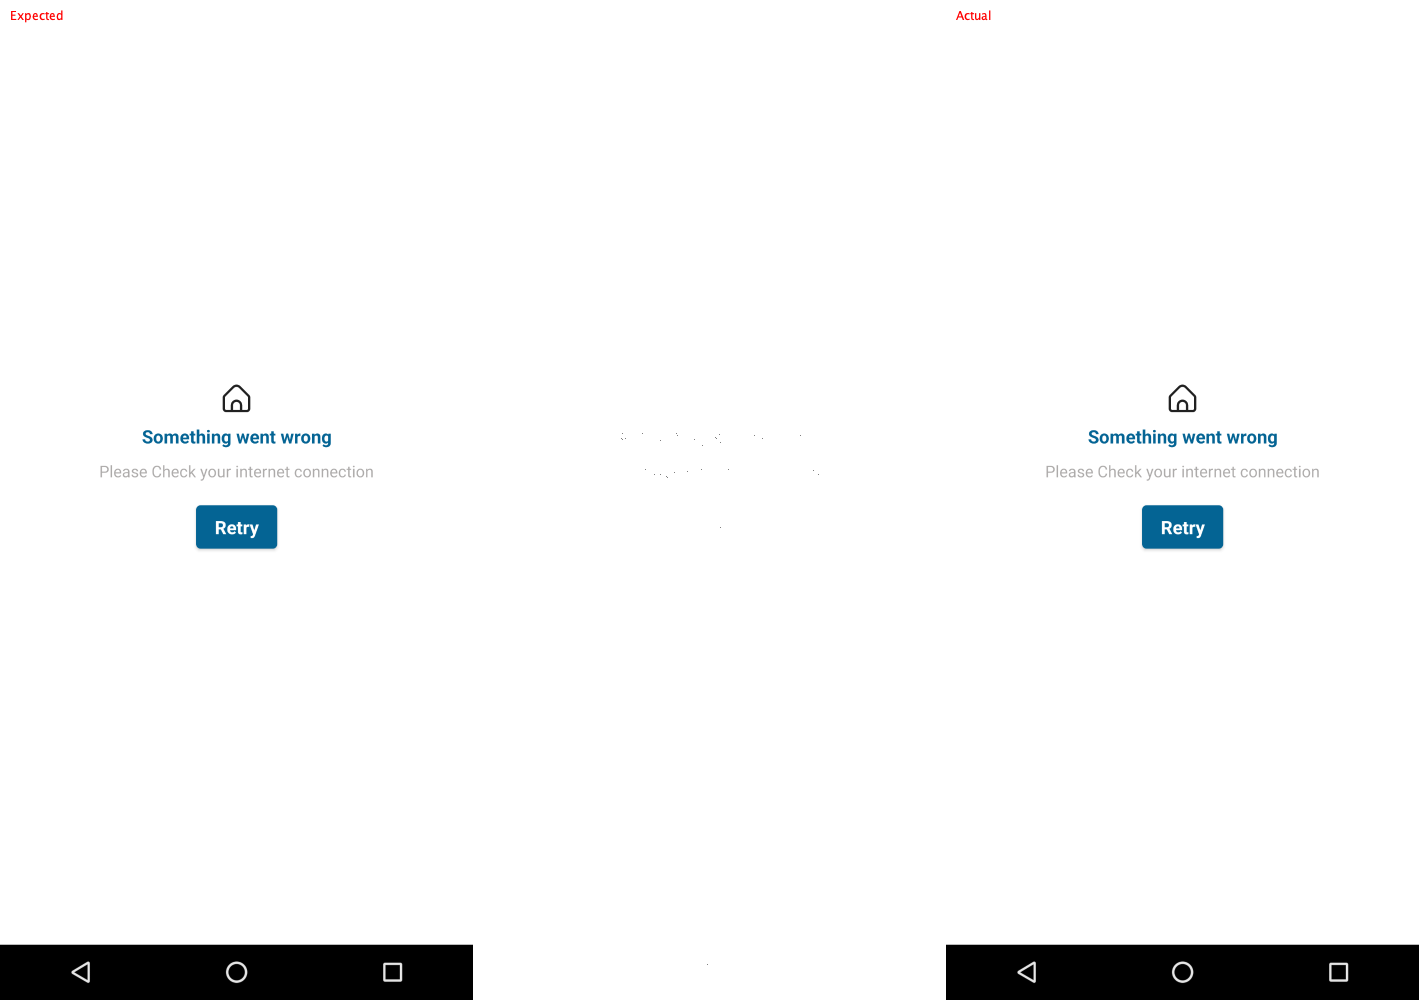 Expected
Actual
Something went wrong
Please Check your internet connection
Retry
Something went wrong
Please Check your internet connection
Retry